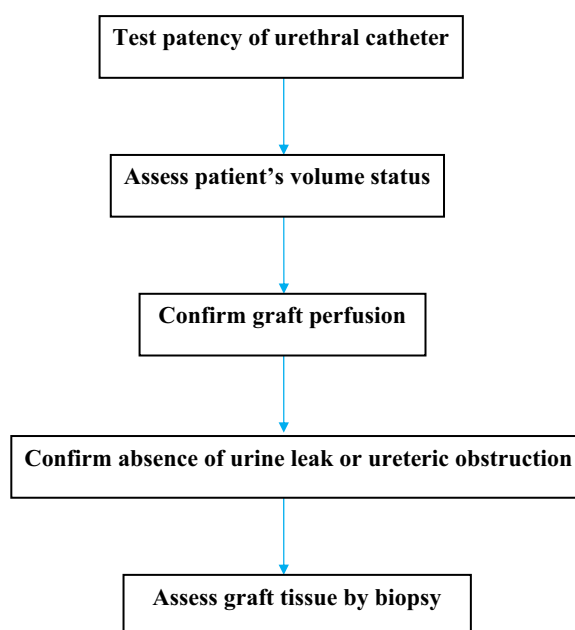 Test patency of urethral catheter
Assess patient’s volume status
Confirm graft perfusion
Confirm absence of urine leak or ureteric obstruction
Assess graft tissue by biopsy